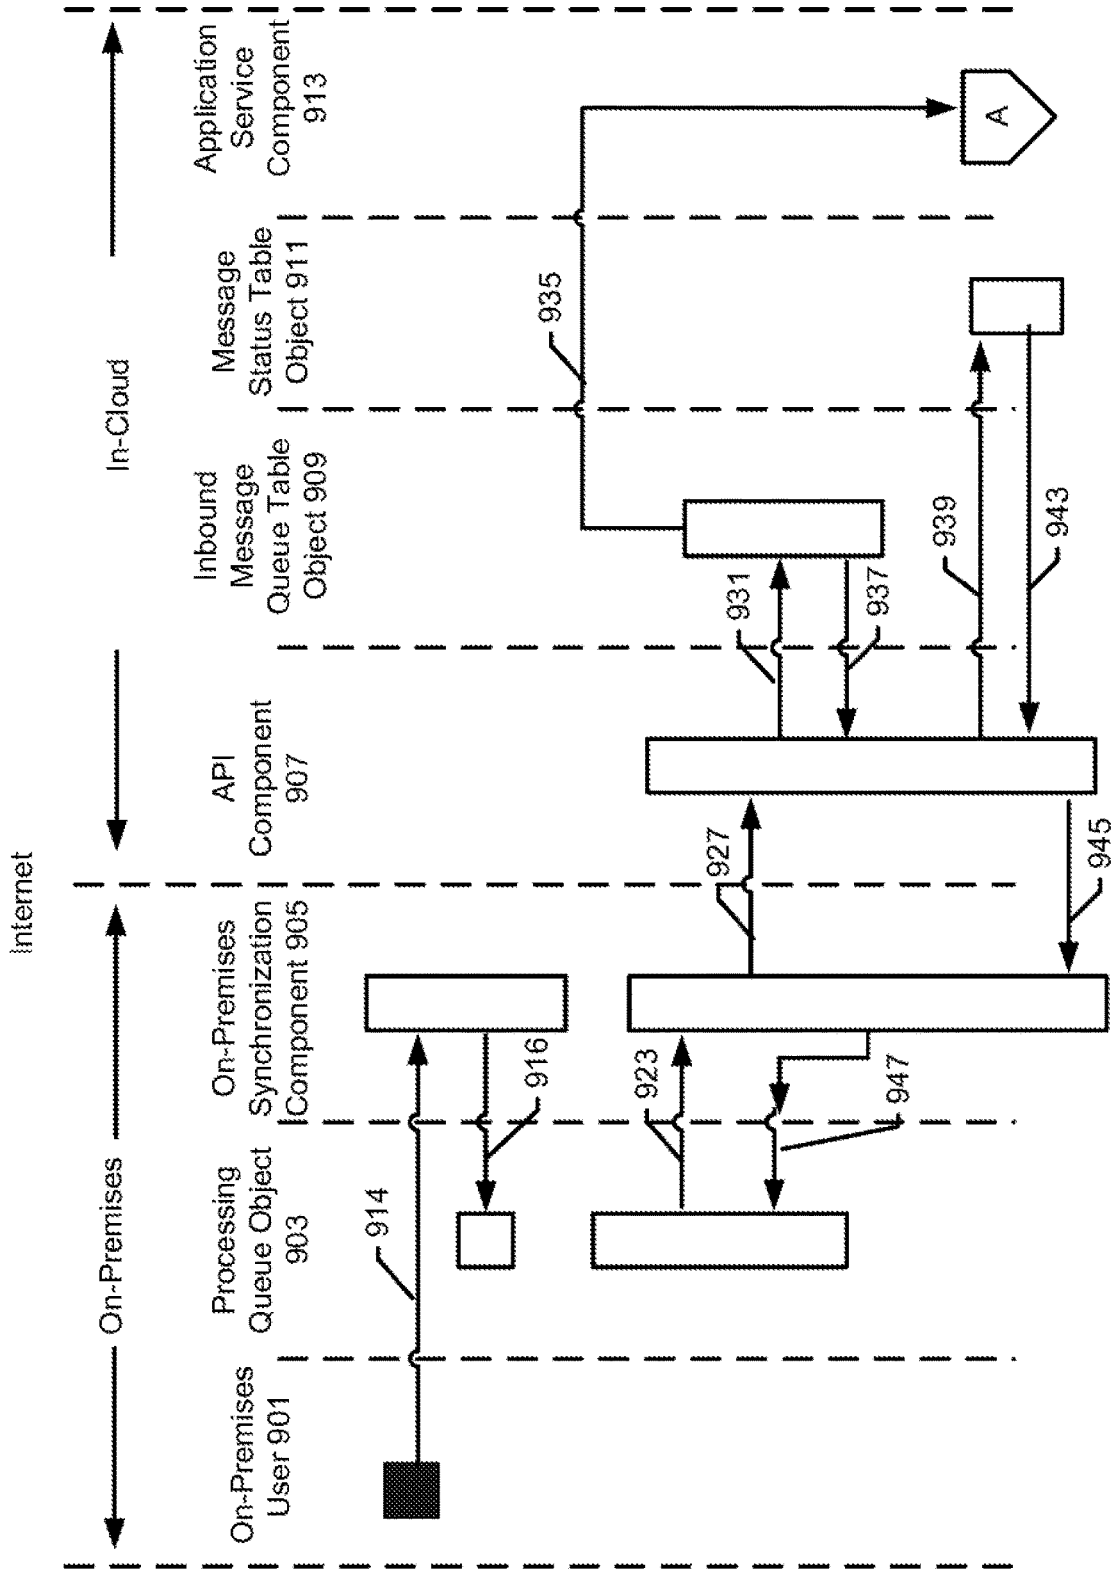 Internet
On-Premises
In-Cloud
On-Premises
User 901
Processing
Queue Object
903
On-Premises
Synchronization
Component 905
API
Component
907
Inbound
Message
Queue Table
Object 909
Message
Status Table
Object 911
Application
Service
Component
913
914
916
923
947
927
945
931
937
935
939
943
A